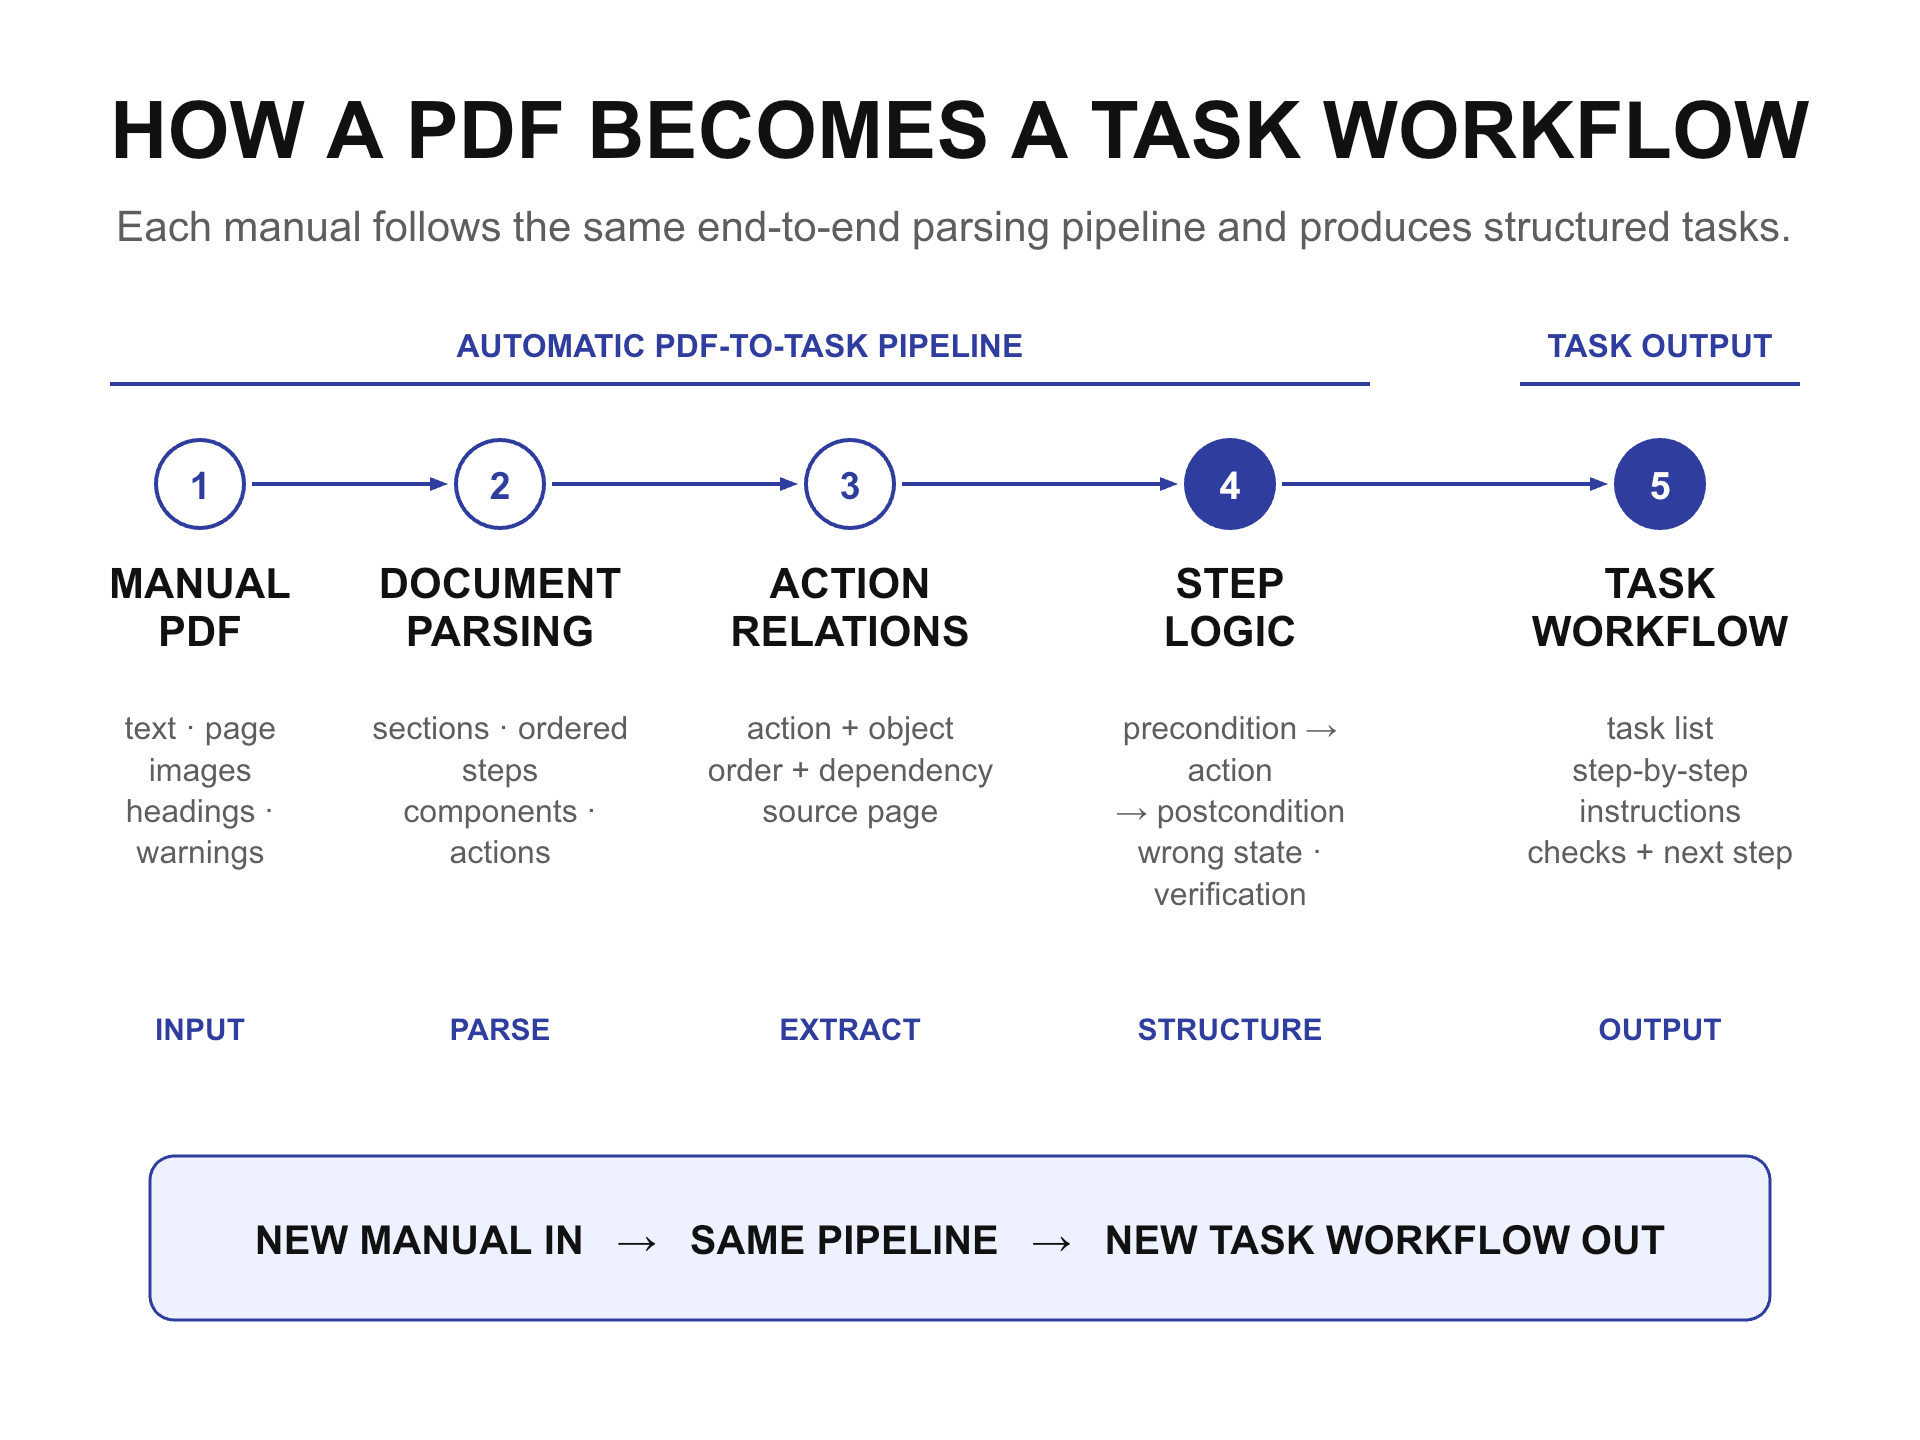 HOW A PDF BECOMES A TASK WORKFLOW
Each manual follows the same end-to-end parsing pipeline and produces structured tasks.
AUTOMATIC PDF-TO-TASK PIPELINE
TASK OUTPUT
1
2
3
4
5
MANUAL
PDF
DOCUMENT
PARSING
ACTION
RELATIONS
STEP
LOGIC
TASK
WORKFLOW
text · page
images
headings ·
warnings
sections · ordered
steps
components ·
actions
action + object
order + dependency
source page
precondition →
action
→ postcondition
wrong state ·
verification
task list
step-by-step
instructions
checks + next step
INPUT
PARSE
EXTRACT
STRUCTURE
OUTPUT
NEW MANUAL IN → SAME PIPELINE → NEW TASK WORKFLOW OUT